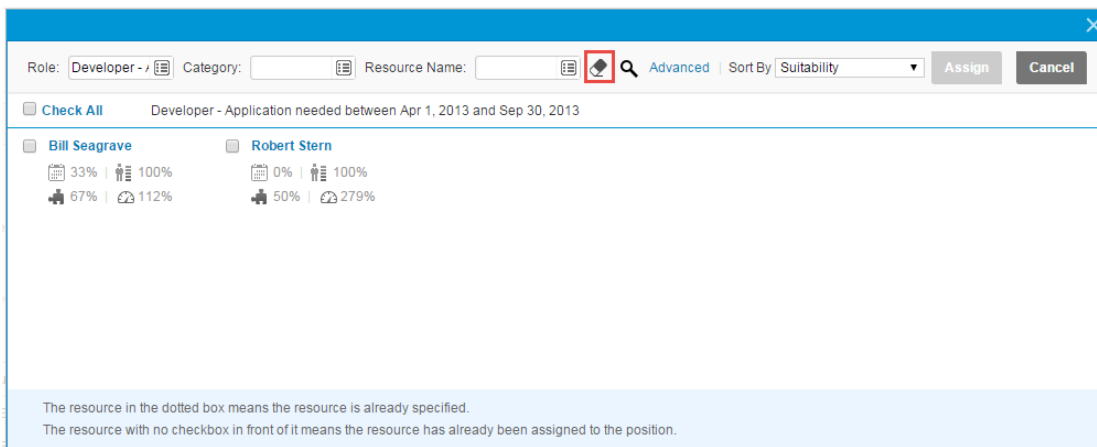 Role: Developer - A Category: Resource Name: Advanced Sort By Suitability Assign Cancel
Check All Developer - Application needed between Apr 1, 2013 and Sep 30, 2013
Bill Seagrave Robert Stern
33% | 100% 0% | 100%
67% | 112% 50% | 279%
The resource in the dotted box means the resource is already specified.
The resource with no checkbox in front of it means the resource has already been assigned to the position.